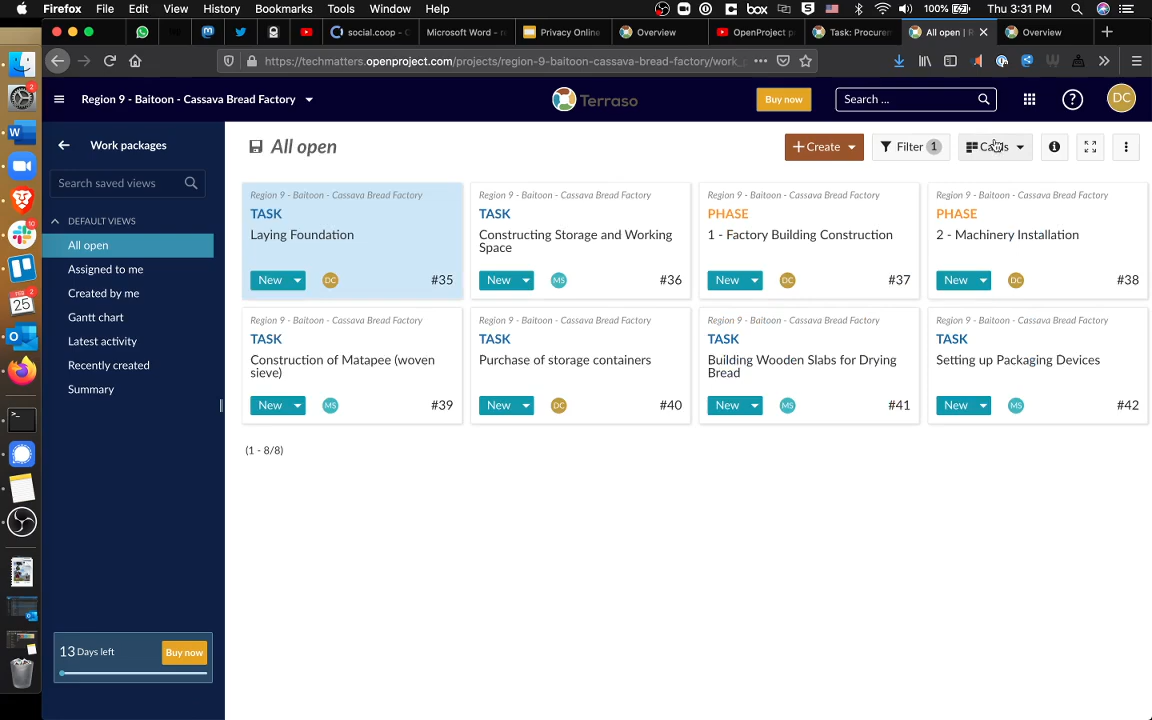 Firefox File Edit View History Bookmarks Tools Window Help
box 100% Thu 3:31 PM
social.coop - C
Microsoft Word - r
Privacy Online
Overview
OpenProject p
Task: Procurem
All open | R
Overview
https://techmatters.openproject.com/projects/region-9-baitoon-cassava-bread-factory/work_
Region 9 - Baitoon - Cassava Bread Factory
Terraso
Buy now
Search ...
DC
Work packages
Search saved views
DEFAULT VIEWS
All open
Assigned to me
Created by me
Gantt chart
Latest activity
Recently created
Summary
13 Days left
Buy now
All open
+ Create
Filter 1
Region 9 - Baitoon - Cassava Bread Factory
TASK
Laying Foundation
New DC #35
Region 9 - Baitoon - Cassava Bread Factory
TASK
Constructing Storage and Working
Space
New MS #36
Region 9 - Baitoon - Cassava Bread Factory
PHASE
1 - Factory Building Construction
New DC #37
Region 9 - Baitoon - Cassava Bread Factory
PHASE
2 - Machinery Installation
New DC #38
Region 9 - Baitoon - Cassava Bread Factory
TASK
Construction of Matapee (woven
sieve)
New MS #39
Region 9 - Baitoon - Cassava Bread Factory
TASK
Purchase of storage containers
New DC #40
Region 9 - Baitoon - Cassava Bread Factory
TASK
Building Wooden Slabs for Drying
Bread
New MS #41
Region 9 - Baitoon - Cassava Bread Factory
TASK
Setting up Packaging Devices
New MS #42
(1 - 8/8)